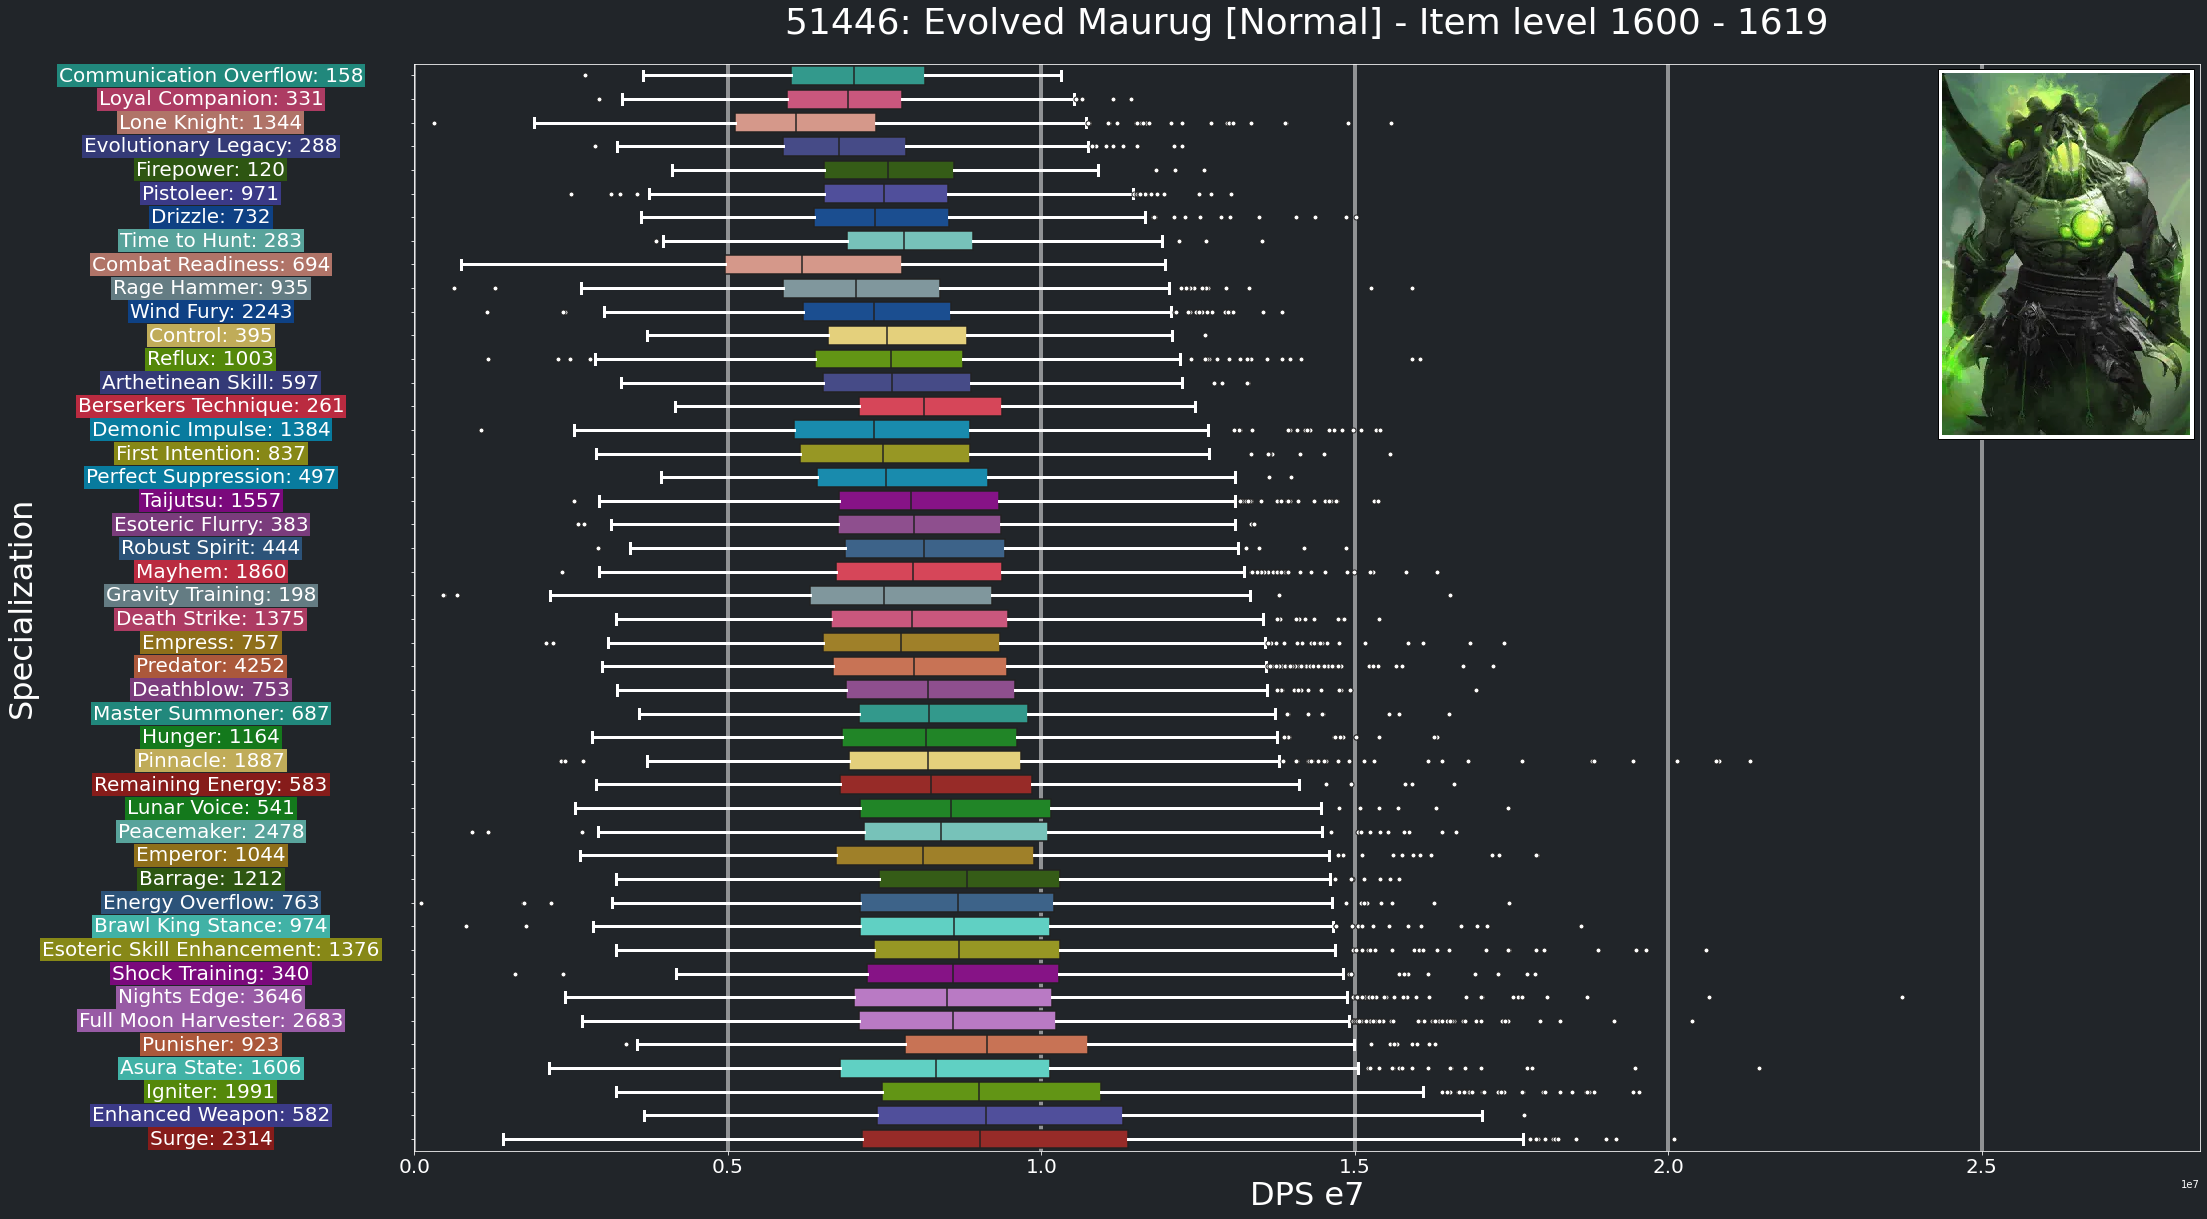 51446: Evolved Maurug [Normal] - Item level 1600 - 1619
Specialization
Communication Overflow: 158
Loyal Companion: 331
Lone Knight: 1344
Evolutionary Legacy: 288
Firepower: 120
Pistoleer: 971
Drizzle: 732
Time to Hunt: 283
Combat Readiness: 694
Rage Hammer: 935
Wind Fury: 2243
Control: 395
Reflux: 1003
Arthetinean Skill: 597
Berserkers Technique: 261
Demonic Impulse: 1384
First Intention: 837
Perfect Suppression: 497
Taijutsu: 1557
Esoteric Flurry: 383
Robust Spirit: 444
Mayhem: 1860
Gravity Training: 198
Death Strike: 1375
Empress: 757
Predator: 4252
Deathblow: 753
Master Summoner: 687
Hunger: 1164
Pinnacle: 1887
Remaining Energy: 583
Lunar Voice: 541
Peacemaker: 2478
Emperor: 1044
Barrage: 1212
Energy Overflow: 763
Brawl King Stance: 974
Esoteric Skill Enhancement: 1376
Shock Training: 340
Nights Edge: 3646
Full Moon Harvester: 2683
Punisher: 923
Asura State: 1606
Igniter: 1991
Enhanced Weapon: 582
Surge: 2314
0.0 0.5 1.0 1.5 2.0 2.5
DPS e7
1e7